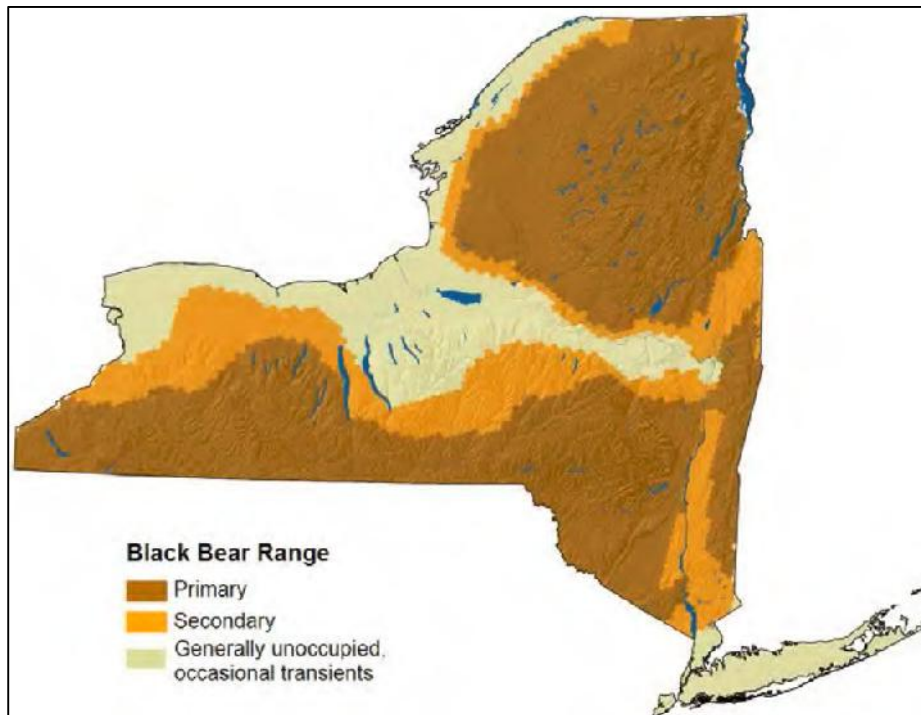 Black Bear Range
Primary
Secondary
Generally unoccupied,
occasional transients